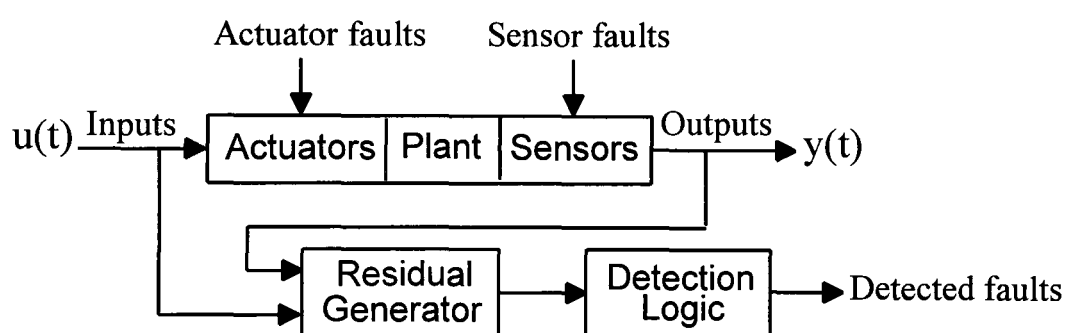 Actuator faults
Sensor faults
u(t)
Inputs
Actuators
Plant
Sensors
Outputs
y(t)
Residual
Generator
Detection
Logic
Detected faults